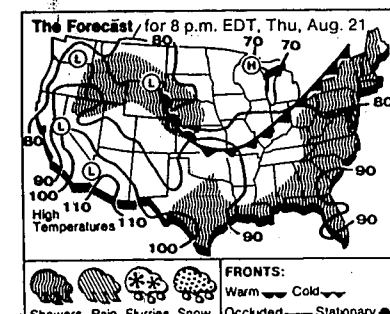 The Forecast for 8 p.m. EDT, Thu, Aug. 21
80
70
70
H
L
L
80
80
L
90
L
90
100
110
110
High
Temperatures
90
90
100
FRONTS:
Warm Cold
Showers Rain Flurries Snow
Occluded Stationary